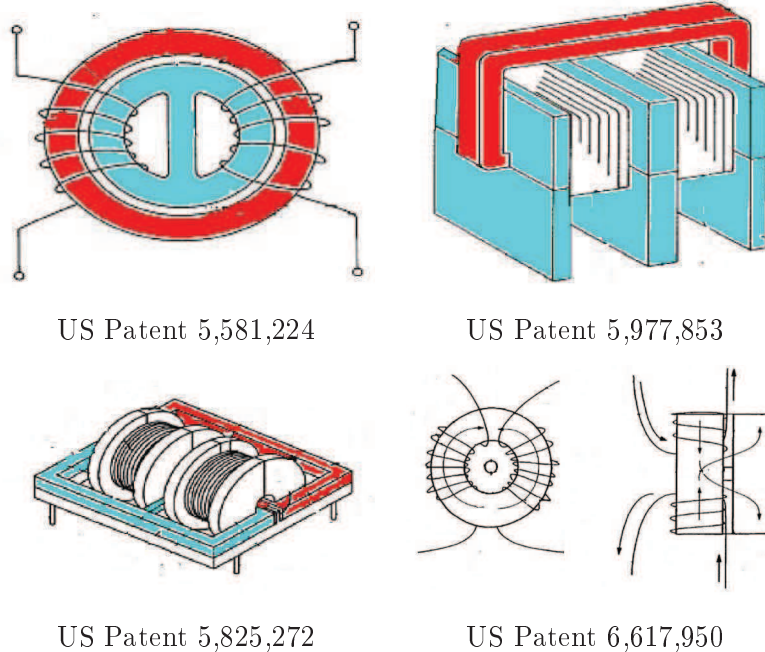 US Patent 5,581,224
US Patent 5,977,853
US Patent 5,825,272
US Patent 6,617,950